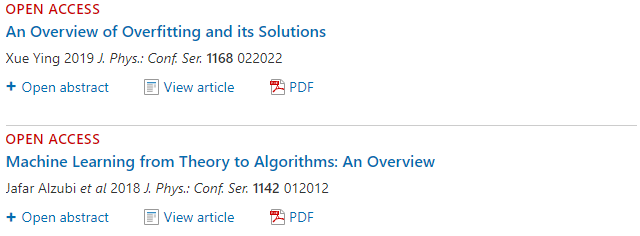 OPEN ACCESS
An Overview of Overfitting and its Solutions
Xue Ying 2019 J. Phys.: Conf. Ser. 1168 022022
+ Open abstract View article PDF
OPEN ACCESS
Machine Learning from Theory to Algorithms: An Overview
Jafar Alzubi et al 2018 J. Phys.: Conf. Ser. 1142 012012
+ Open abstract View article PDF